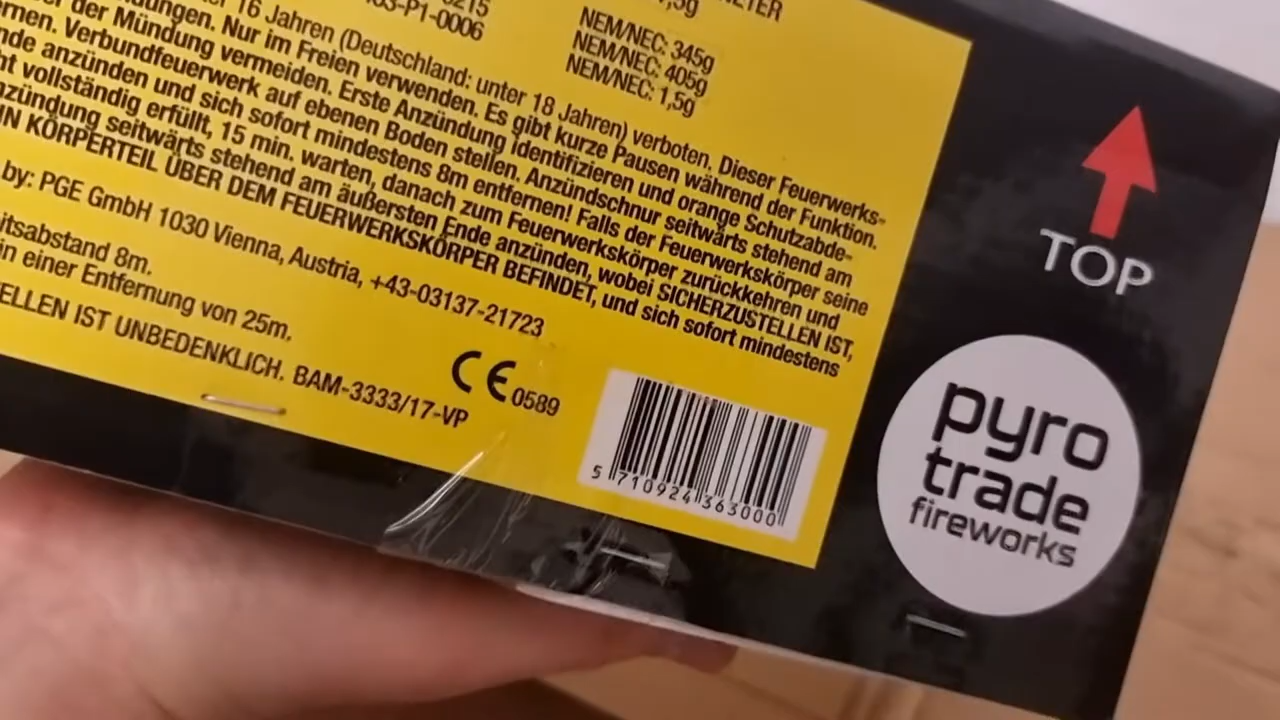 0215
03-P1-0006
NEM/NEC: 345g
NEM/NEC: 405g
NEM/NEC: 1,5g
16 Jahren (Deutschland: unter 18 Jahren) verboten. Dieser Feuerwerks-
der Mündung vermeiden. Nur im Freien verwenden. Es gibt kurze Pausen während der Funktion.
Verbundfeuerwerk auf ebenen Boden stellen. Erste Anzündung identifizieren und orange Schutzabde-
anzünden und sich sofort mindestens 8m entfernen! Anzündschnur seitwärts stehend am
vollständig erfüllt, 15 min. warten, danach zum Feuerwerkskörper zurückkehren und seine
seitwärts stehend am äußersten Ende anzünden, wobei SICHERZUSTELLEN IST,
KÖRPERTEIL ÜBER DEM FEUERWERKSKÖRPER BEFINDET, und sich sofort mindestens
by: PGE GmbH 1030 Vienna, Austria, +43-03137-21723
itsabstand 8m.
in einer Entfernung von 25m,
ELLEN IST UNBEDENKLICH. BAM-3333/17-VP
CE 0589
5 710924 363000
TOP
pyro
trade
fireworks